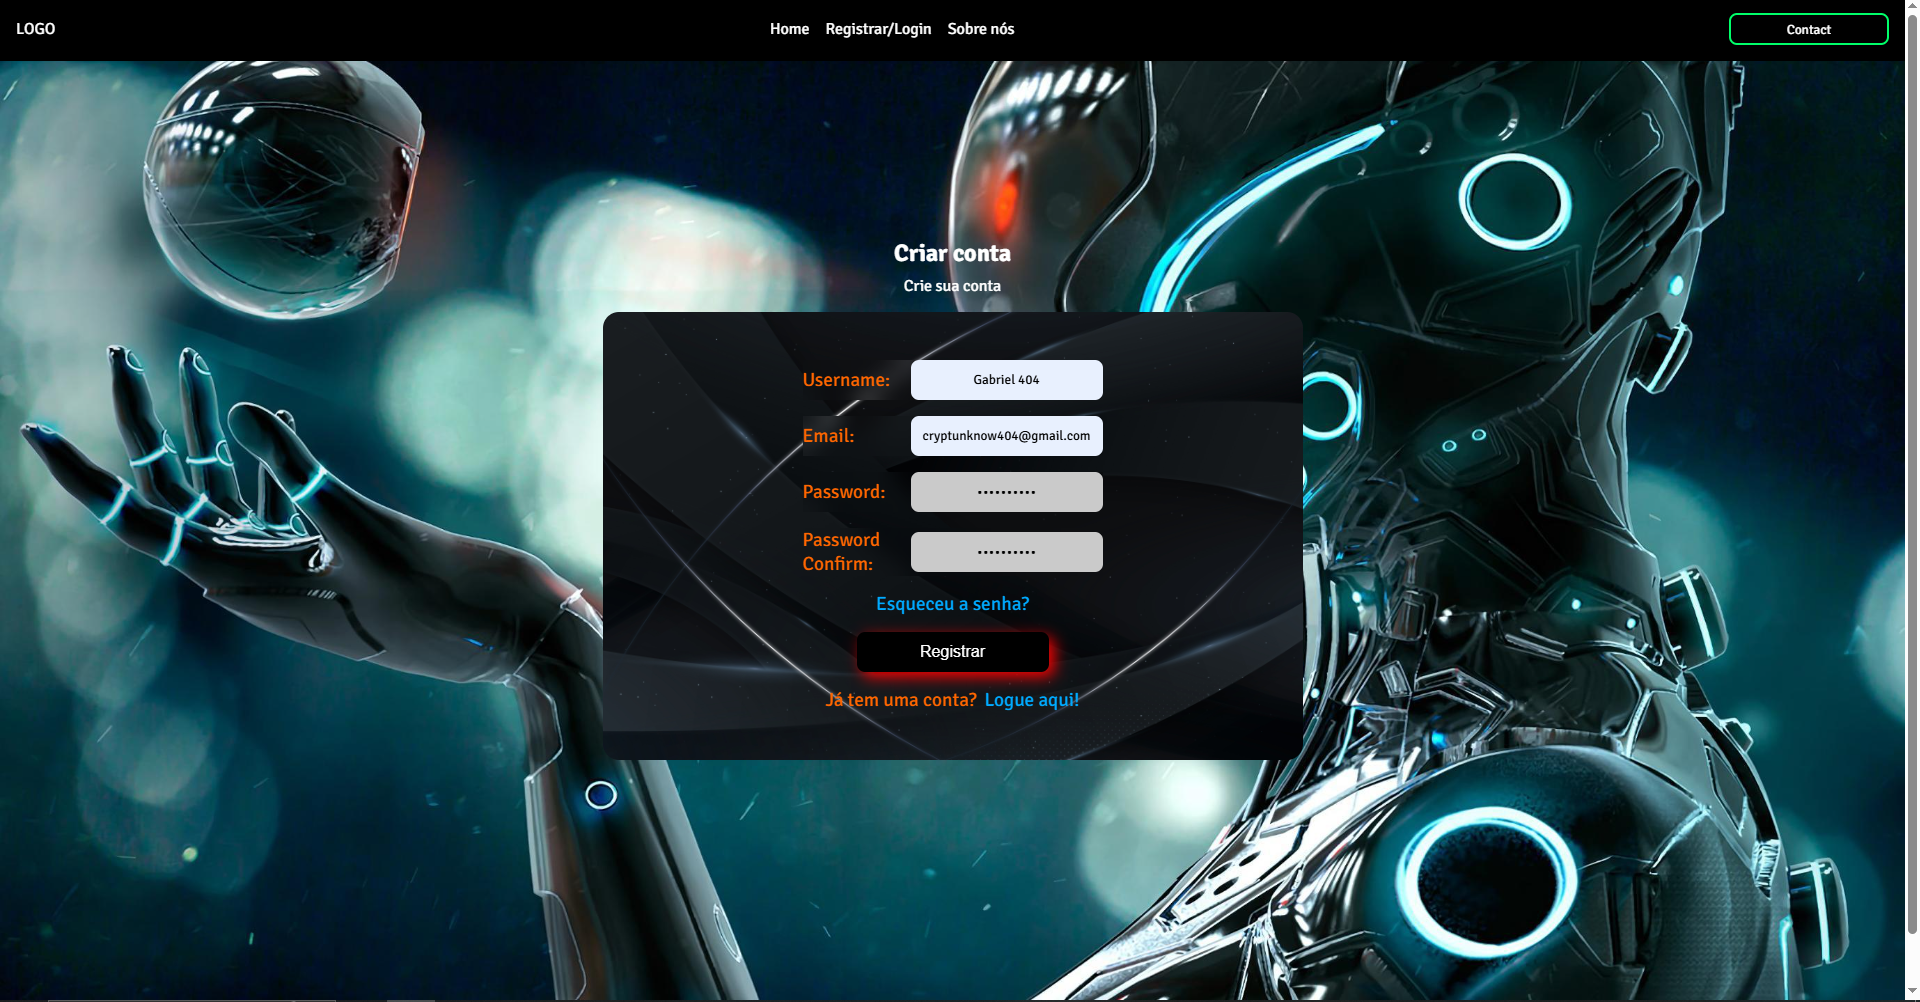 LOGO
Home Registrar/Login Sobre nós
Contact
Criar conta
Crie sua conta
Username: Gabriel 404
Email: cryptunknow404@gmail.com
Password: ••••••••••
Password
Confirm: ••••••••••
Esqueceu a senha?
Registrar
Já tem uma conta? Logue aqui!